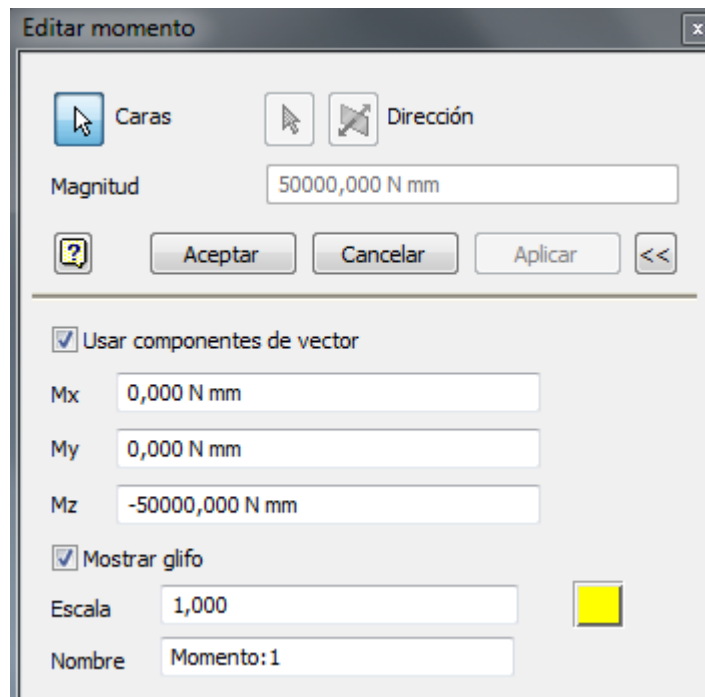 Editar momento
Caras
Dirección
Magnitud 50000,000 N mm
Aceptar Cancelar Aplicar <<
Usar componentes de vector
Mx 0,000 N mm
My 0,000 N mm
Mz -50000,000 N mm
Mostrar glifo
Escala 1,000
Nombre Momento:1